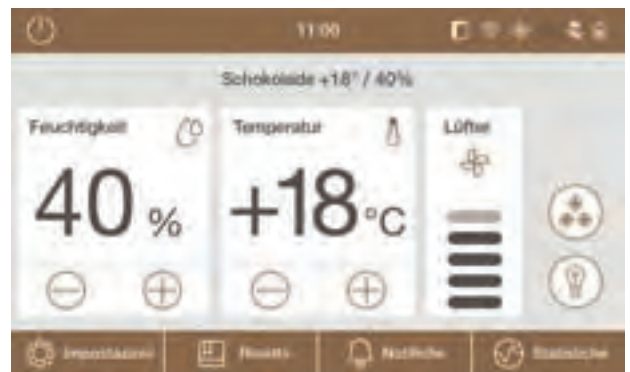 11:00
Schokolade +18° / 40%
Feuchtigkeit
Temperatur
Lüfter
40 %
+18 °C
Impostazioni
Ricette
Notifiche
Statistiche